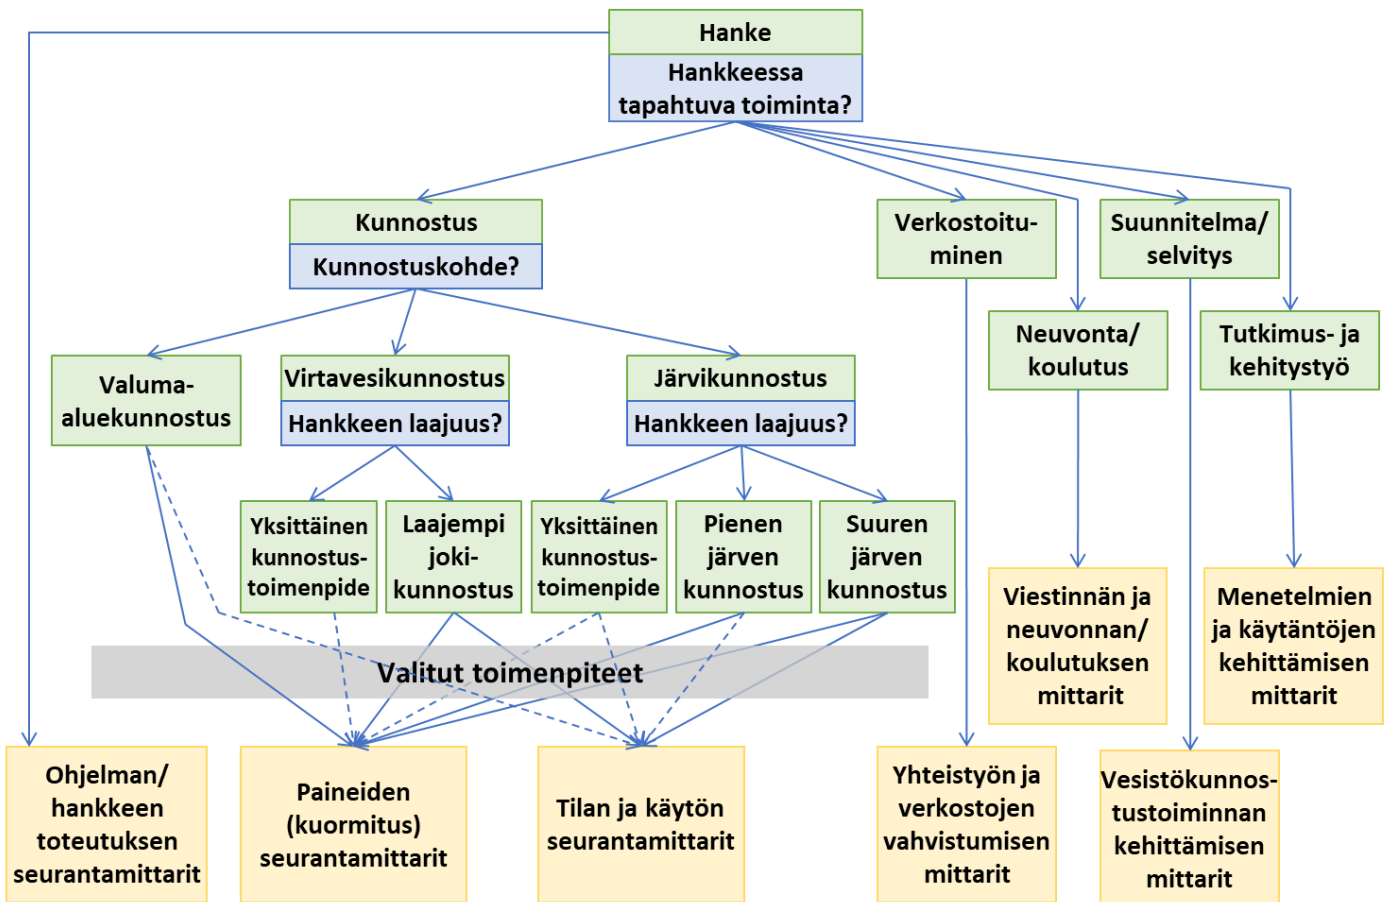 Hanke
Hankkeessa
tapahtuva toiminta?
Kunnostus
Kunnostuskohde?
Verkostoitu-
minen
Suunnitelma/
selvitys
Neuvonta/
koulutus
Tutkimus- ja
kehitystyö
Valuma-
aluekunnostus
Virtavesikunnostus
Hankkeen laajuus?
Järvikunnostus
Hankkeen laajuus?
Yksittäinen
kunnostus-
toimenpide
Laajempi
joki-
kunnostus
Yksittäinen
kunnostus-
toimenpide
Pienen
järven
kunnostus
Suuren
järven
kunnostus
Viestinnän ja
neuvonnan/
koulutuksen
mittarit
Menetelmien
ja käytäntöjen
kehittämisen
mittarit
Valitut toimenpiteet
Ohjelman/
hankkeen
toteutuksen
seurantamittarit
Paineiden
(kuormitus)
seurantamittarit
Tilan ja käytön
seurantamittarit
Yhteistyön ja
verkostojen
vahvistumisen
mittarit
Vesistökunnos-
tustoiminnan
kehittämisen
mittarit